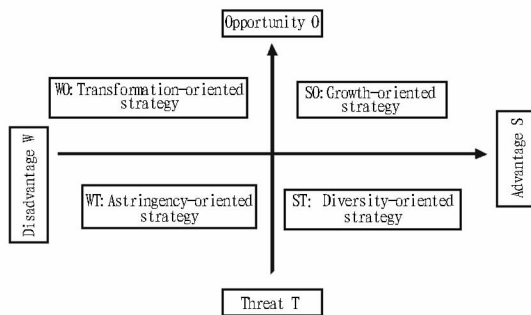 Opportunity O
WO: Transformation-oriented
strategy
SO: Growth-oriented
strategy
Disadvantage W
Advantage S
WT: Astringency-oriented
strategy
ST: Diversity-oriented
strategy
Threat T